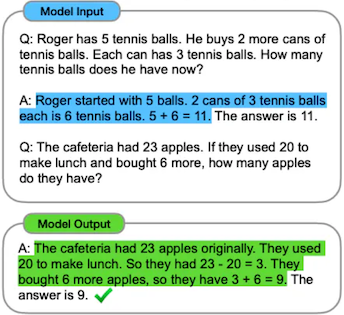 Model Input
Q: Roger has 5 tennis balls. He buys 2 more cans of
tennis balls. Each can has 3 tennis balls. How many
tennis balls does he have now?
A: Roger started with 5 balls. 2 cans of 3 tennis balls
each is 6 tennis balls. 5 + 6 = 11. The answer is 11.
Q: The cafeteria had 23 apples. If they used 20 to
make lunch and bought 6 more, how many apples
do they have?
Model Output
A: The cafeteria had 23 apples originally. They used
20 to make lunch. So they had 23 - 20 = 3. They
bought 6 more apples, so they have 3 + 6 = 9. The
answer is 9.